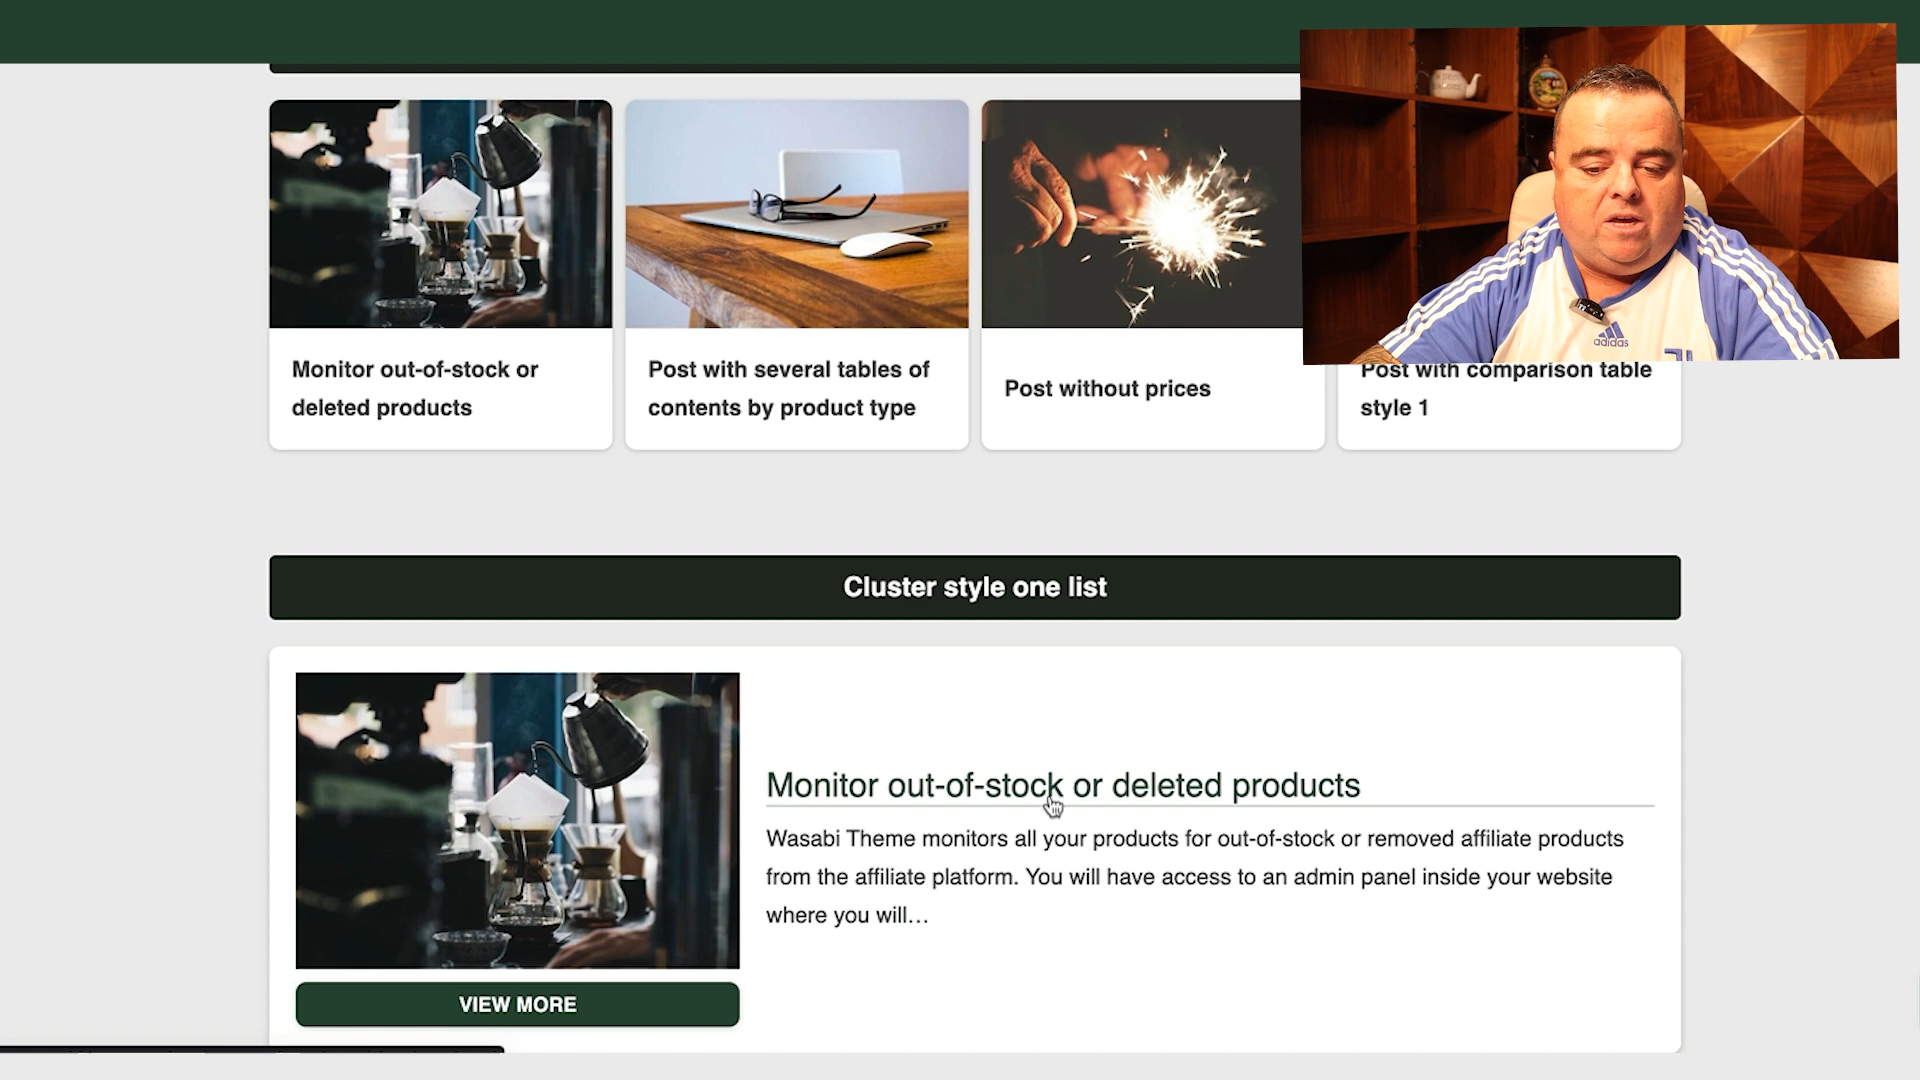 adidas
Monitor out-of-stock or
deleted products
Post with several tables of
contents by product type
Post without prices
Post with comparison table
style 1
Cluster style one list
Monitor out-of-stock or deleted products
Wasabi Theme monitors all your products for out-of-stock or removed affiliate products
from the affiliate platform. You will have access to an admin panel inside your website
where you will…
VIEW MORE